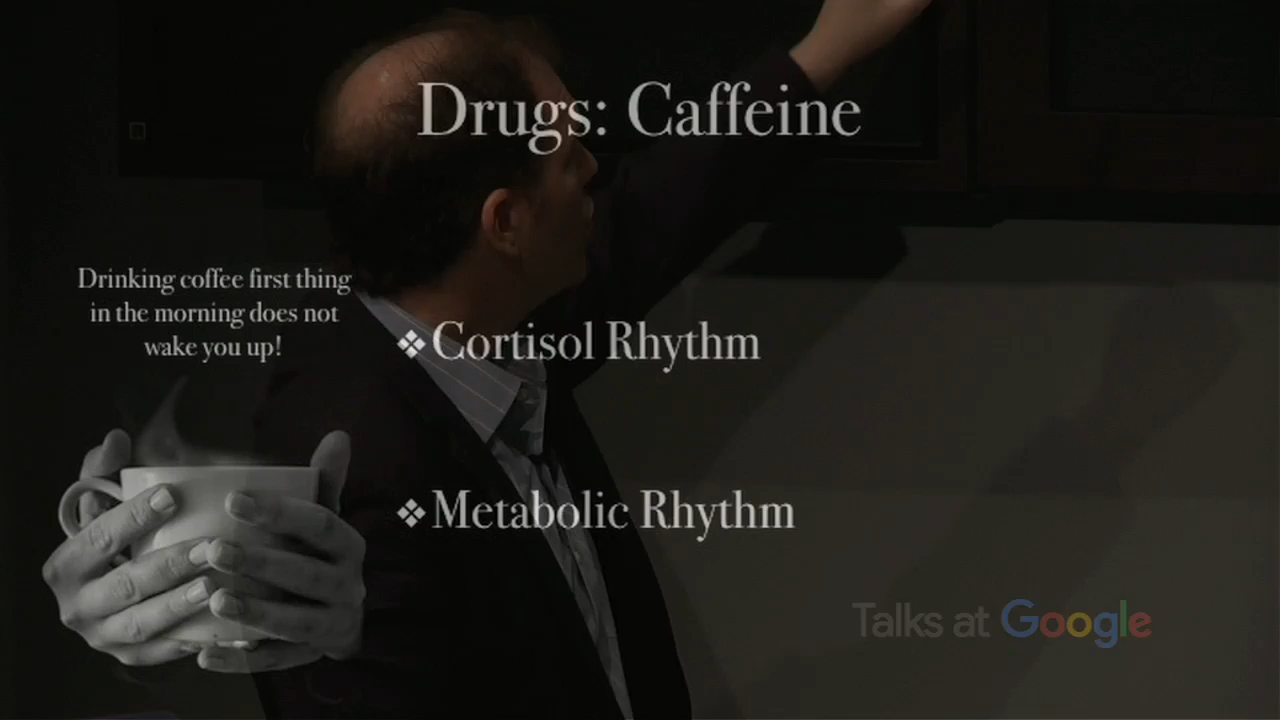 Drugs: Caffeine
Drinking coffee first thing
in the morning does not
wake you up!
❖ Cortisol Rhythm
❖ Metabolic Rhythm
Talks at Google